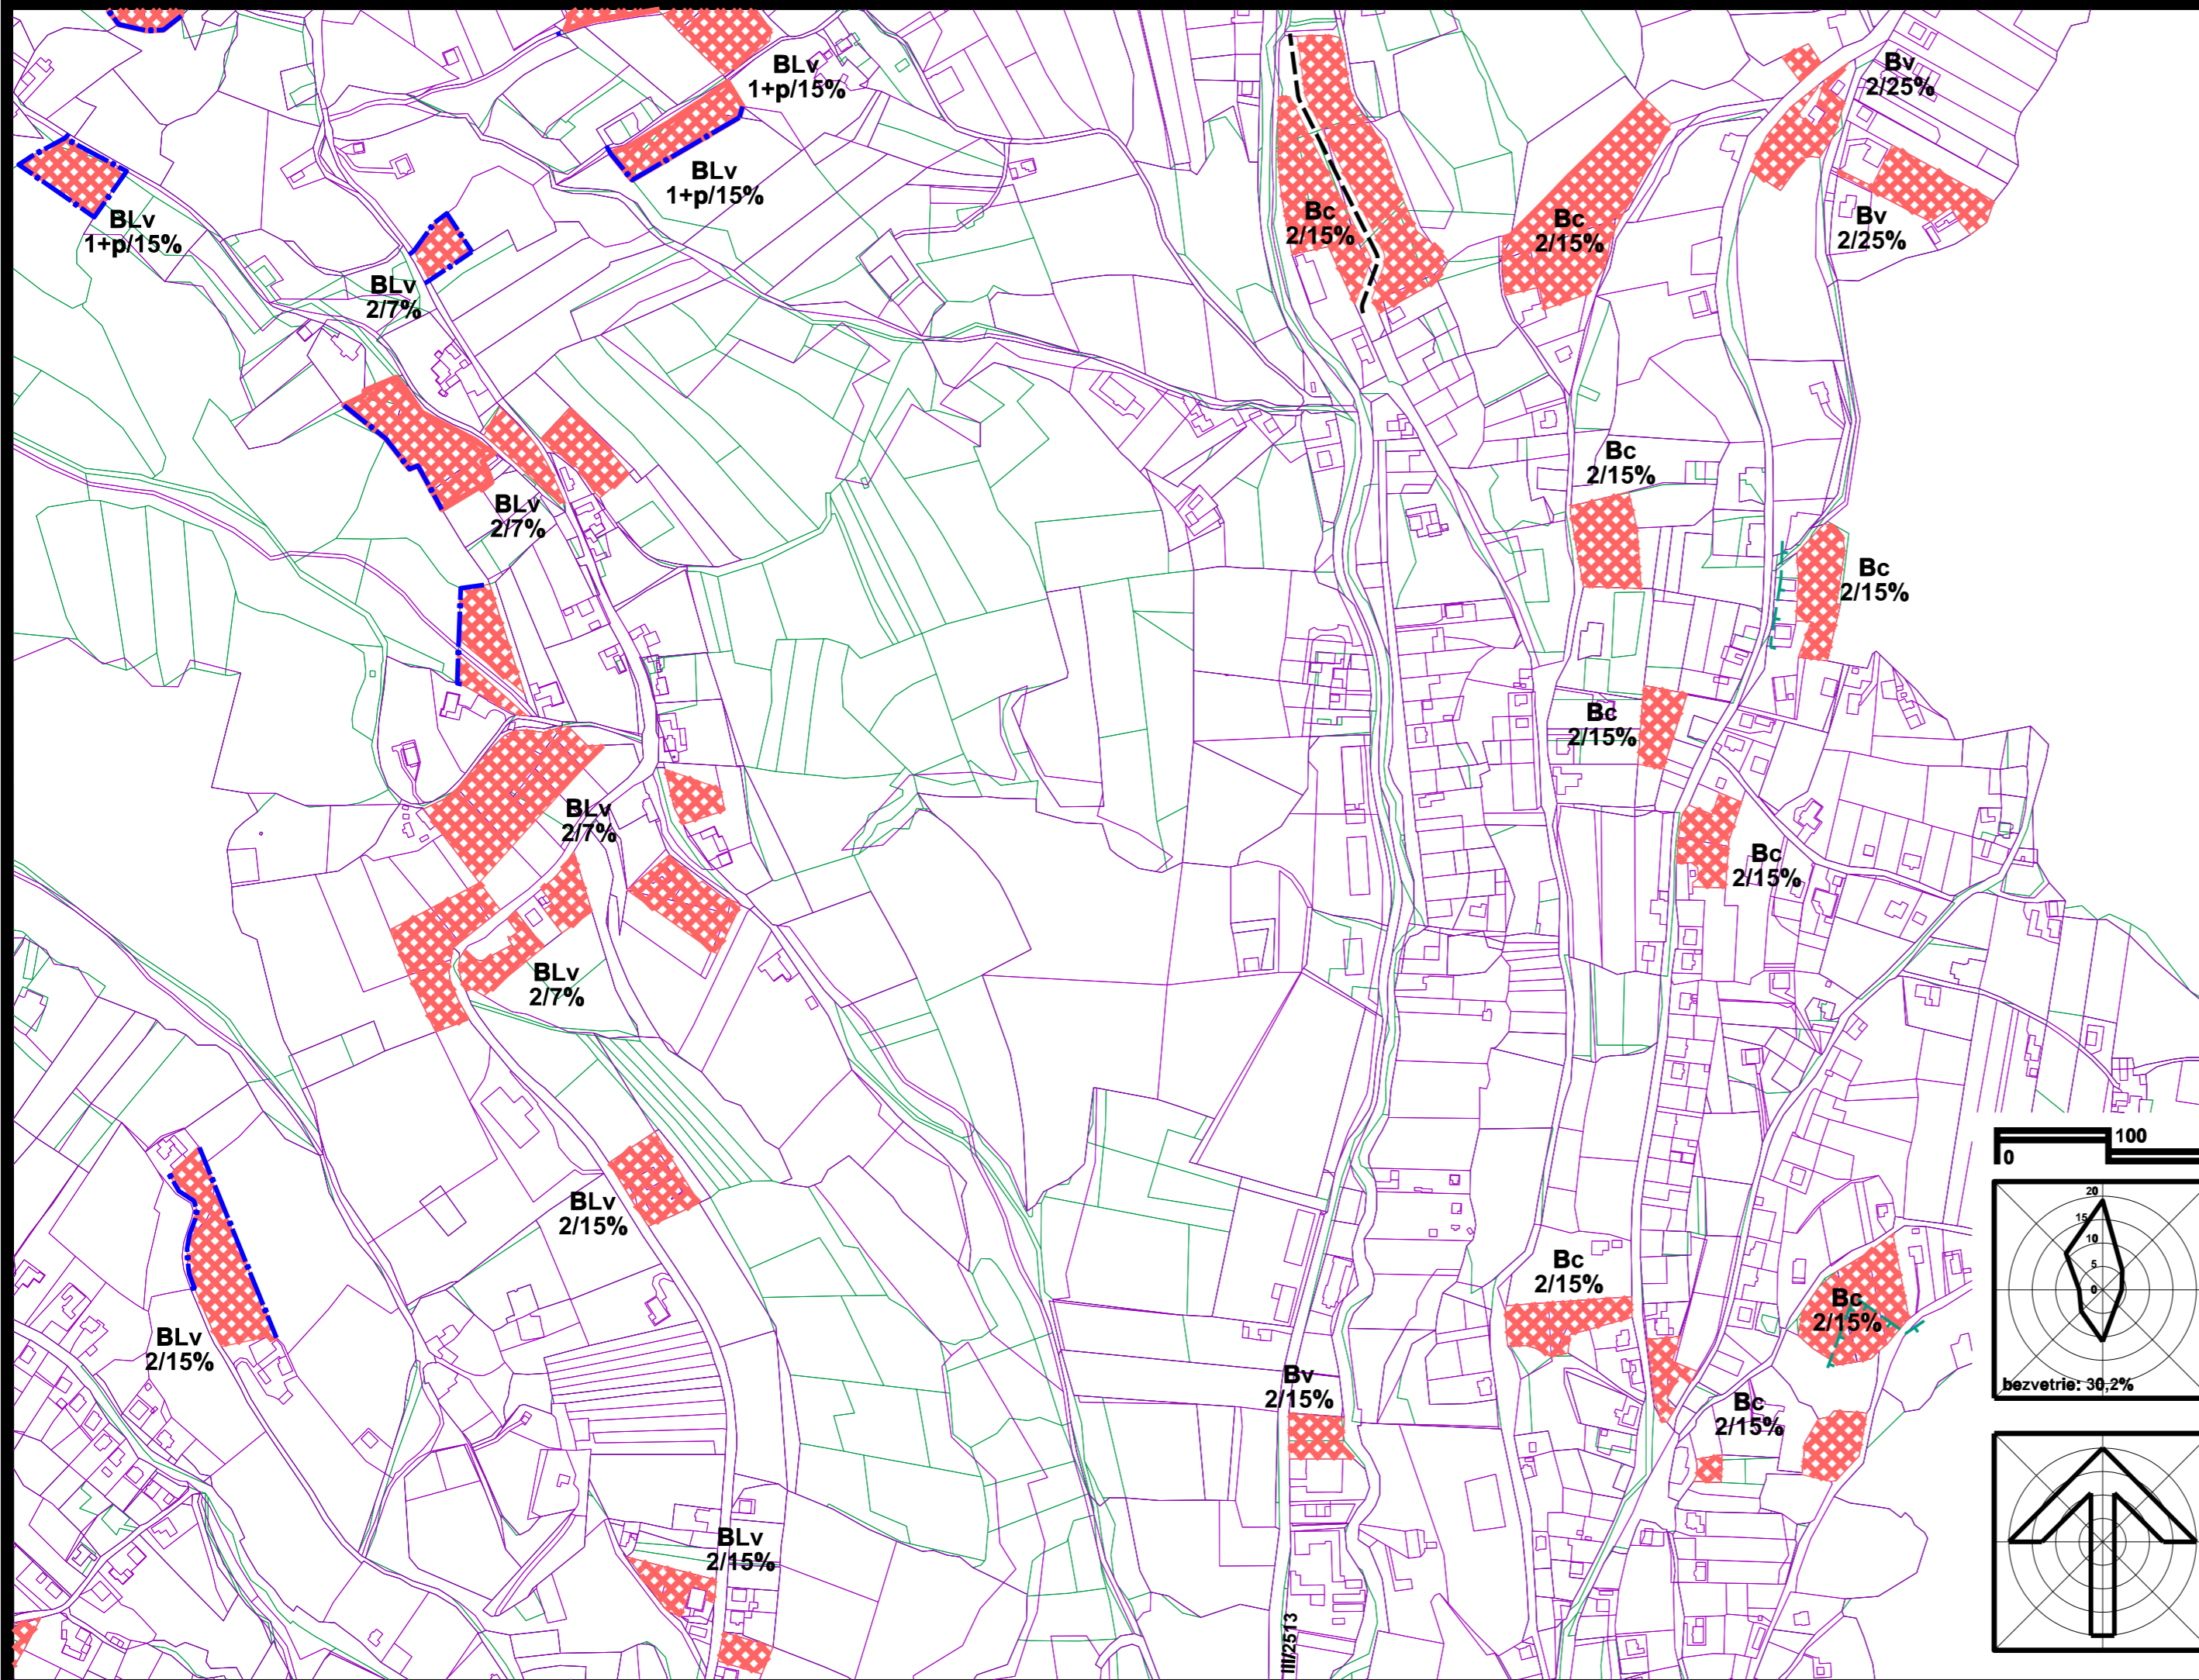 BLv
1+p/15%
Bv
2/25%
BLv
1+p/15%
BLv
1+p/15%
Bc
2/15%
Bc
2/15%
Bv
2/25%
BLv
2/7%
Bc
2/15%
BLv
2/7%
Bc
2/15%
Bc
2/15%
BLv
2/7%
Bc
2/15%
BLv
2/7%
100
0
BLv
2/15%
20
15
10
5
0
Bc
2/15%
Bc
2/15%
BLv
2/15%
Bv
2/15%
bezvetrie: 30,2%
Bc
2/15%
BLv
2/15%
III/2513